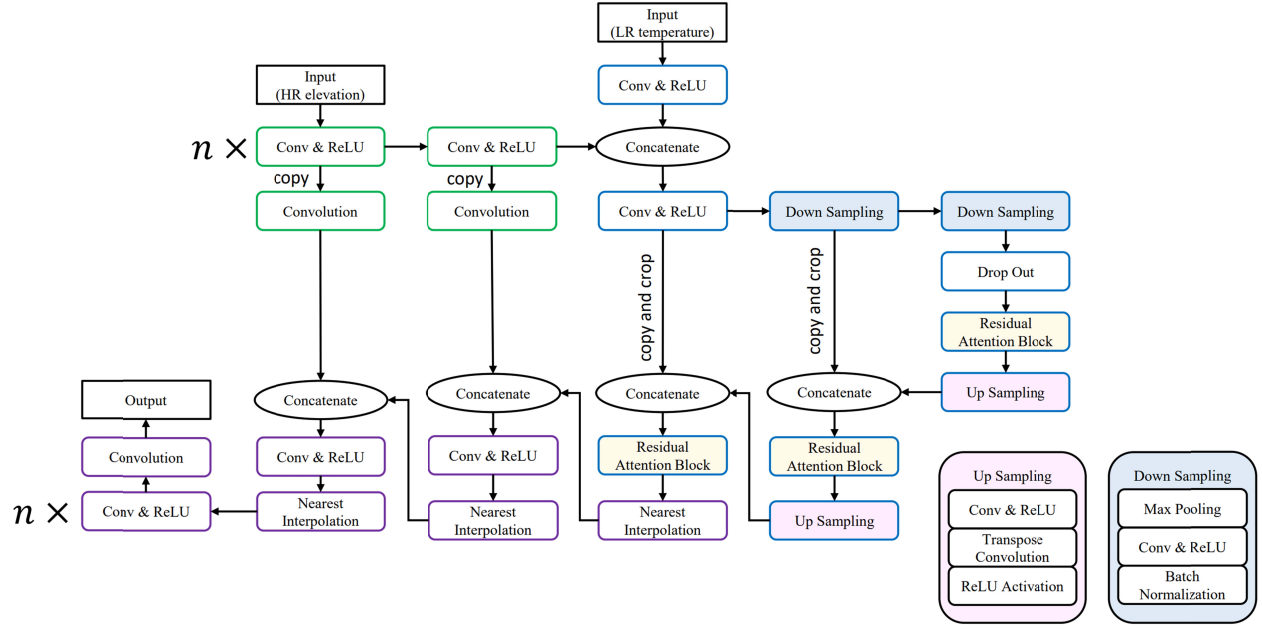 Input
(LR temperature)
Conv & ReLU
Input
(HR elevation)
n ×
Conv & ReLU
Conv & ReLU
Concatenate
copy
copy
Convolution
Convolution
Conv & ReLU
Down Sampling
Down Sampling
Drop Out
copy and crop
copy and crop
Residual
Attention Block
Output
Concatenate
Concatenate
Concatenate
Concatenate
Up Sampling
Convolution
Conv & ReLU
Conv & ReLU
Residual
Attention Block
Residual
Attention Block
n ×
Conv & ReLU
Nearest
Interpolation
Nearest
Interpolation
Nearest
Interpolation
Up Sampling
Up Sampling
Conv & ReLU
Transpose
Convolution
ReLU Activation
Down Sampling
Max Pooling
Conv & ReLU
Batch
Normalization